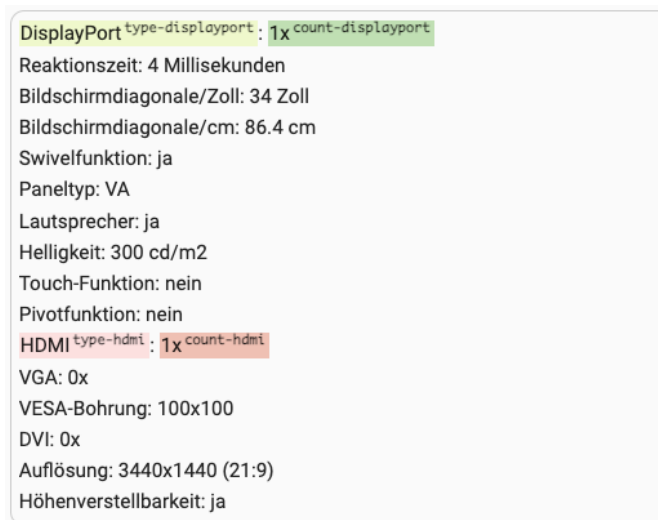 DisplayPort type-displayport : 1x count-displayport
Reaktionszeit: 4 Millisekunden
Bildschirmdiagonale/Zoll: 34 Zoll
Bildschirmdiagonale/cm: 86.4 cm
Swivelfunktion: ja
Paneltyp: VA
Lautsprecher: ja
Helligkeit: 300 cd/m2
Touch-Funktion: nein
Pivotfunktion: nein
HDMI type-hdmi : 1x count-hdmi
VGA: 0x
VESA-Bohrung: 100x100
DVI: 0x
Auflösung: 3440x1440 (21:9)
Höhenverstellbarkeit: ja